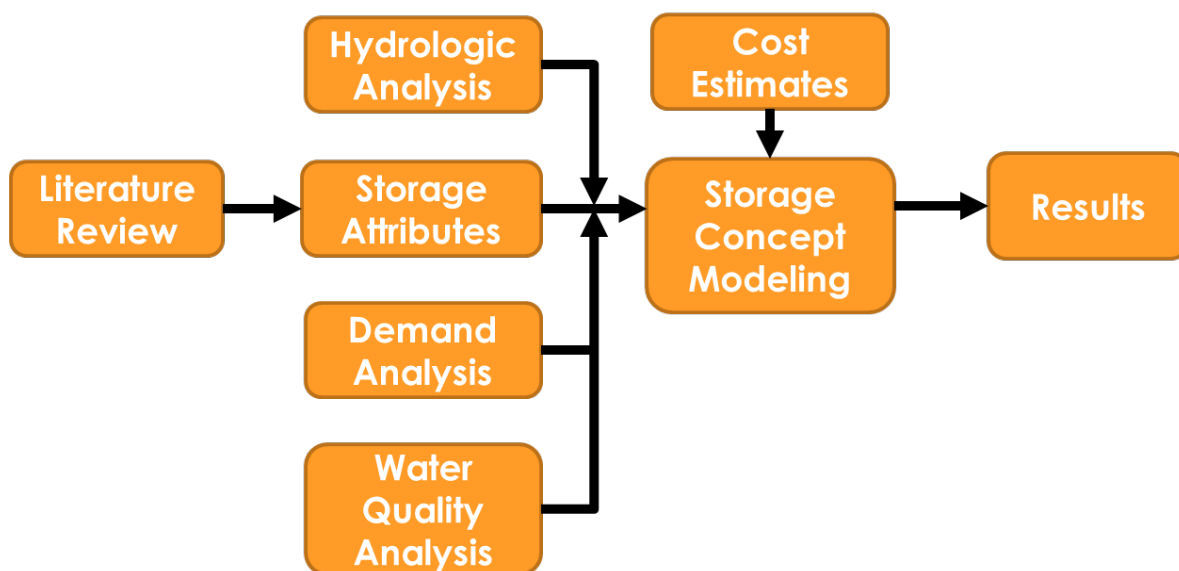 Hydrologic
Analysis
Cost
Estimates
Literature
Review
Storage
Attributes
Storage
Concept
Modeling
Results
Demand
Analysis
Water
Quality
Analysis